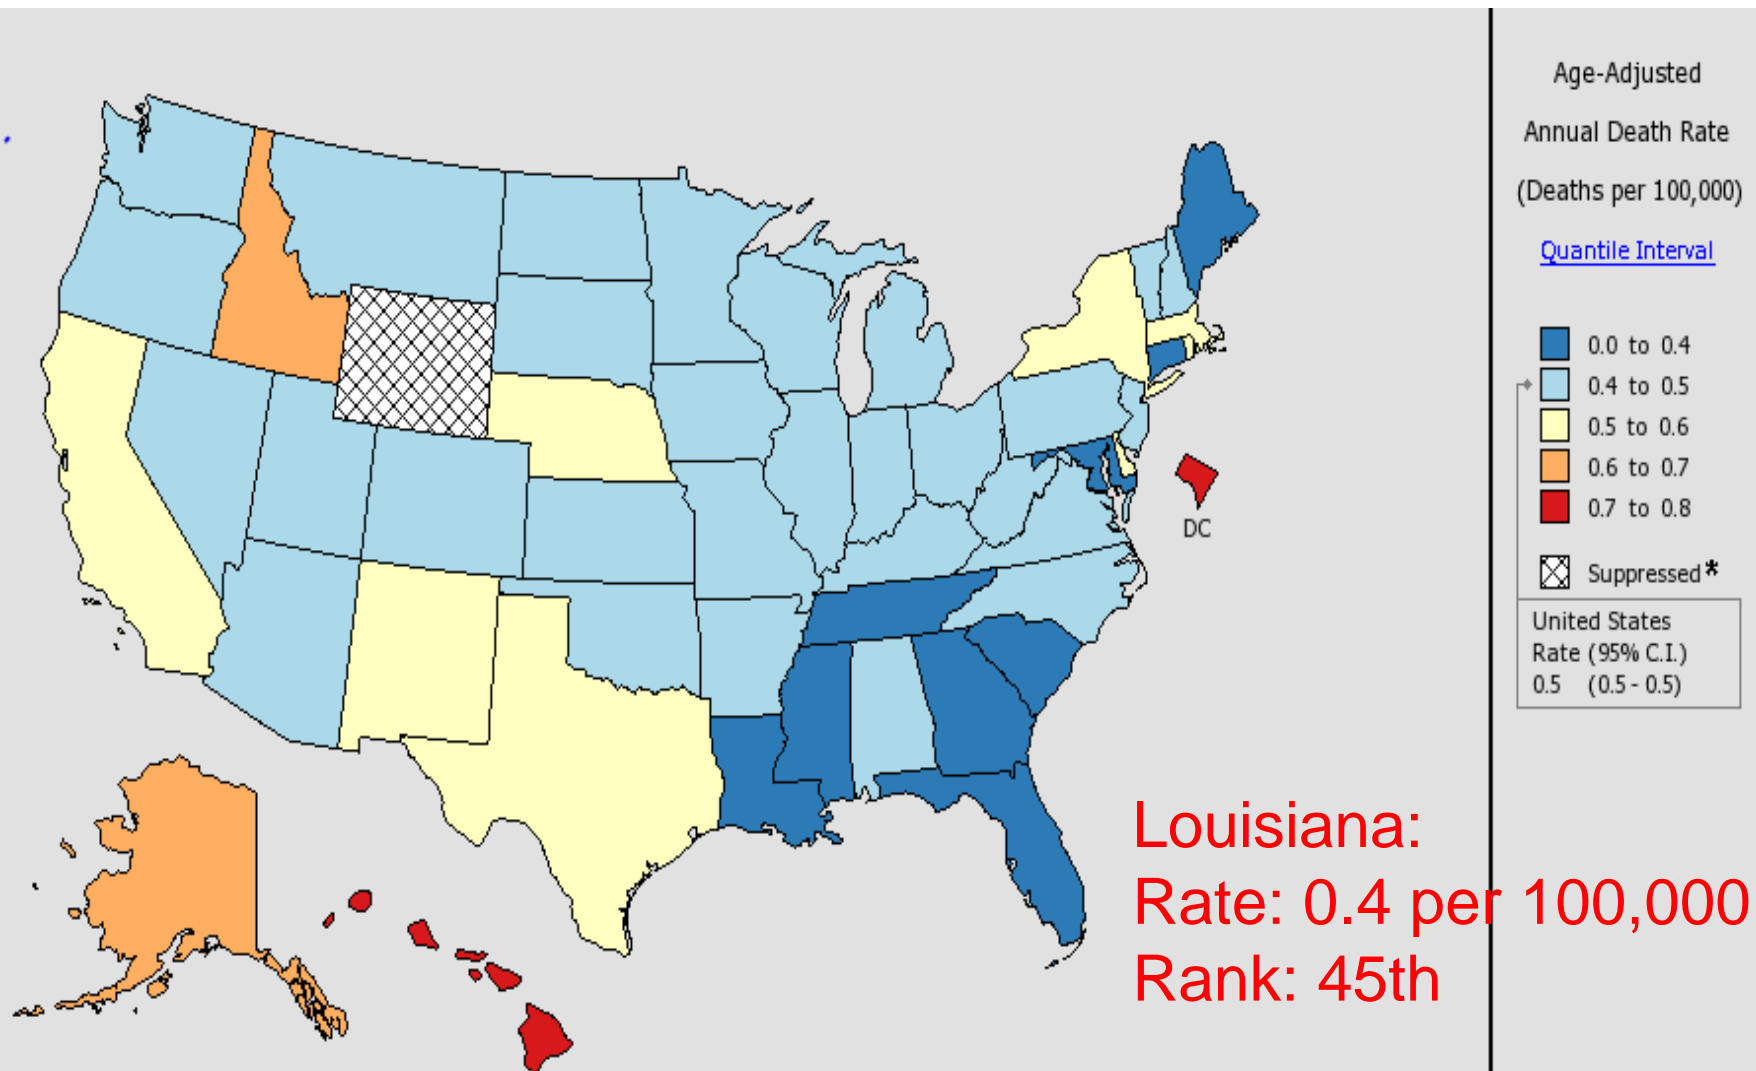 Age-Adjusted
Annual Death Rate
(Deaths per 100,000)
Quantile Interval
0.0 to 0.4
0.4 to 0.5
0.5 to 0.6
0.6 to 0.7
0.7 to 0.8
Suppressed*
United States
Rate (95% C.I.)
0.5 (0.5 - 0.5)
DC
Louisiana:
Rate: 0.4 per 100,000
Rank: 45th